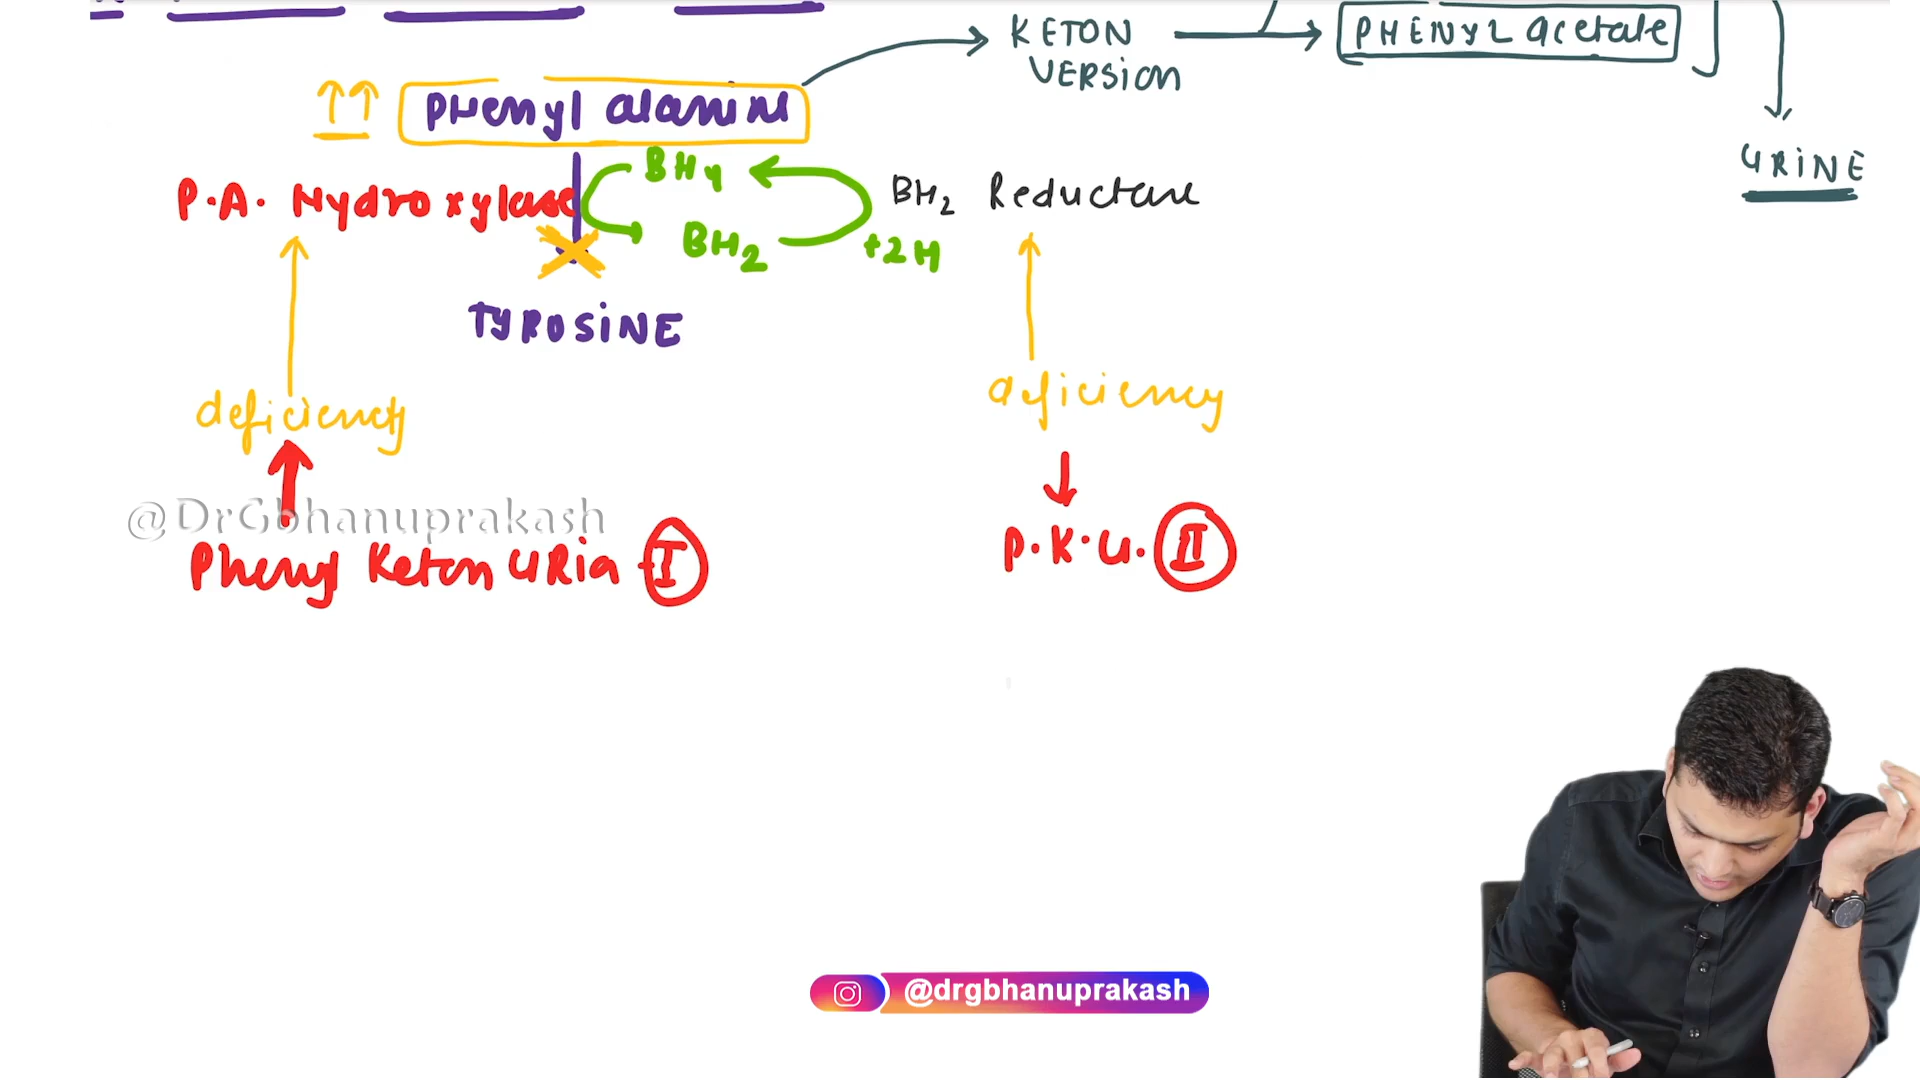 KETON VERSION
PHENYL acetate
↑↑ PHenyl alanine
URINE
P.A. Hydroxylase
BH4
BH2
+2H
BH2 Reductase
TYROSINE
deficiency
deficiency
@DrGbhanuprakash
Phenyl Keton URia - I
P.K.U. II
@drgbhanuprakash